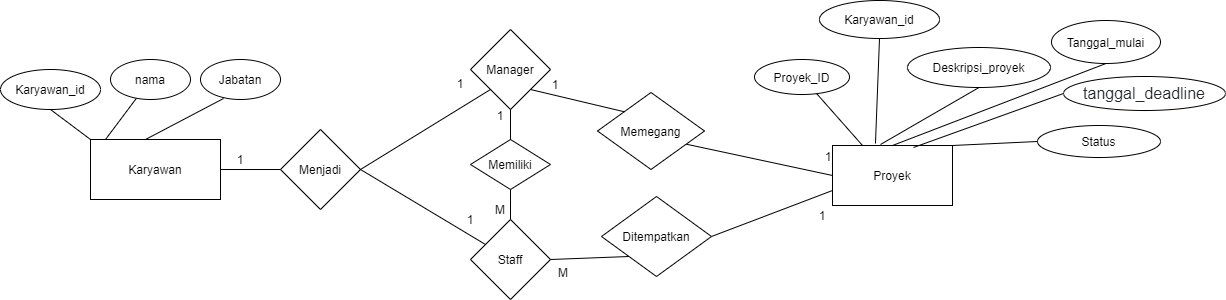 Karyawan_id
nama
Jabatan
Karyawan
1
Menjadi
1
1
Manager
1
1
Memiliki
M
Staff
M
Memegang
Ditempatkan
1
1
Proyek
Proyek_ID
Karyawan_id
Deskripsi_proyek
Tanggal_mulai
tanggal_deadline
Status